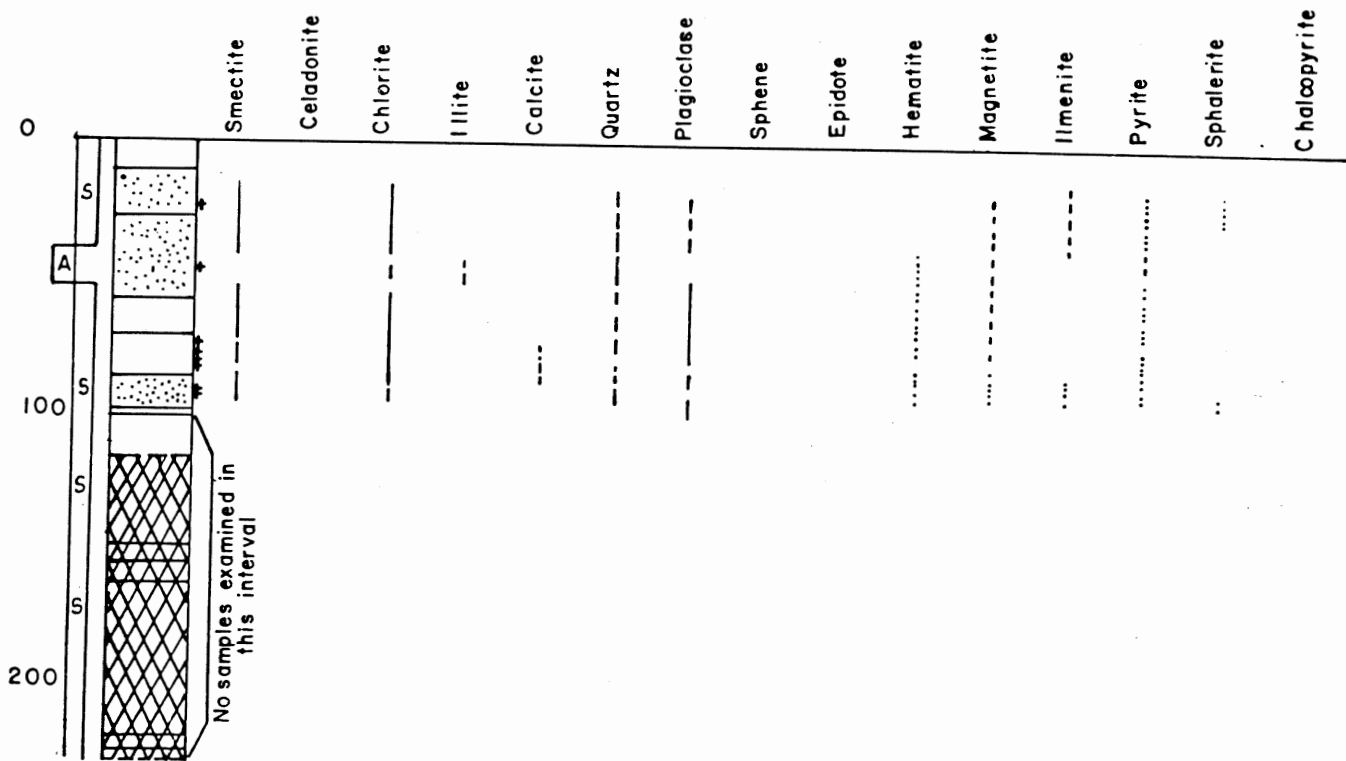 Smectite
Celadonite
Chlorite
Illite
Calcite
Quartz
Plagioclase
Sphene
Epidote
Hematite
Magnetite
Ilmenite
Pyrite
Sphalerite
Chalcopyrite
0
S
A
S
100
S
S
200
No samples examined in
this interval